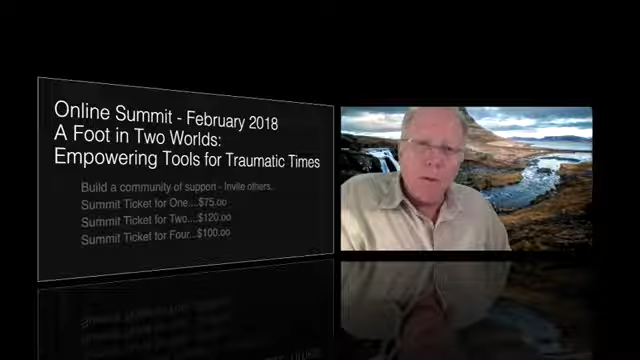 Online Summit - February 2018
A Foot in Two Worlds:
Empowering Tools for Traumatic Times
Build a community of support - Invite others.
Summit Ticket for One....$75.oo
Summit Ticket for Two....$120.oo
Summit Ticket for Four...$100.oo